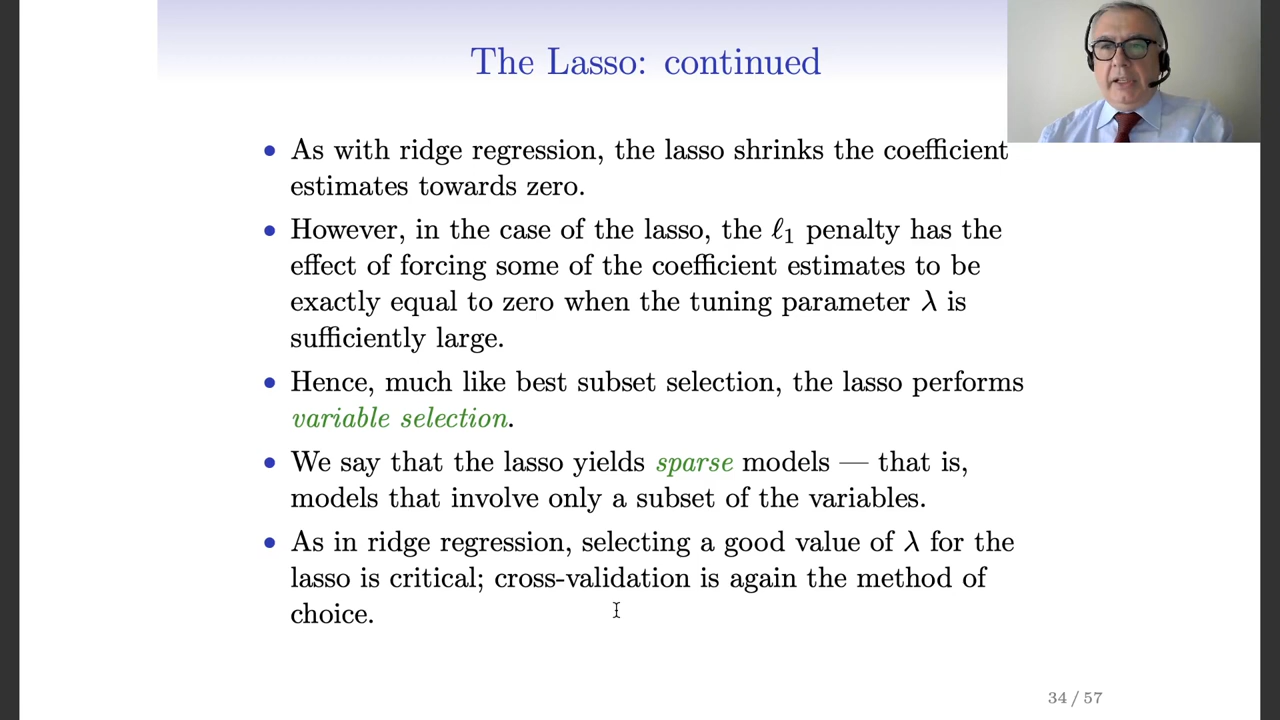 The Lasso: continued
• As with ridge regression, the lasso shrinks the coefficient
estimates towards zero.
• However, in the case of the lasso, the ℓ₁ penalty has the
effect of forcing some of the coefficient estimates to be
exactly equal to zero when the tuning parameter λ is
sufficiently large.
• Hence, much like best subset selection, the lasso performs
variable selection.
• We say that the lasso yields sparse models — that is,
models that involve only a subset of the variables.
• As in ridge regression, selecting a good value of λ for the
lasso is critical; cross-validation is again the method of
choice.
34 / 57